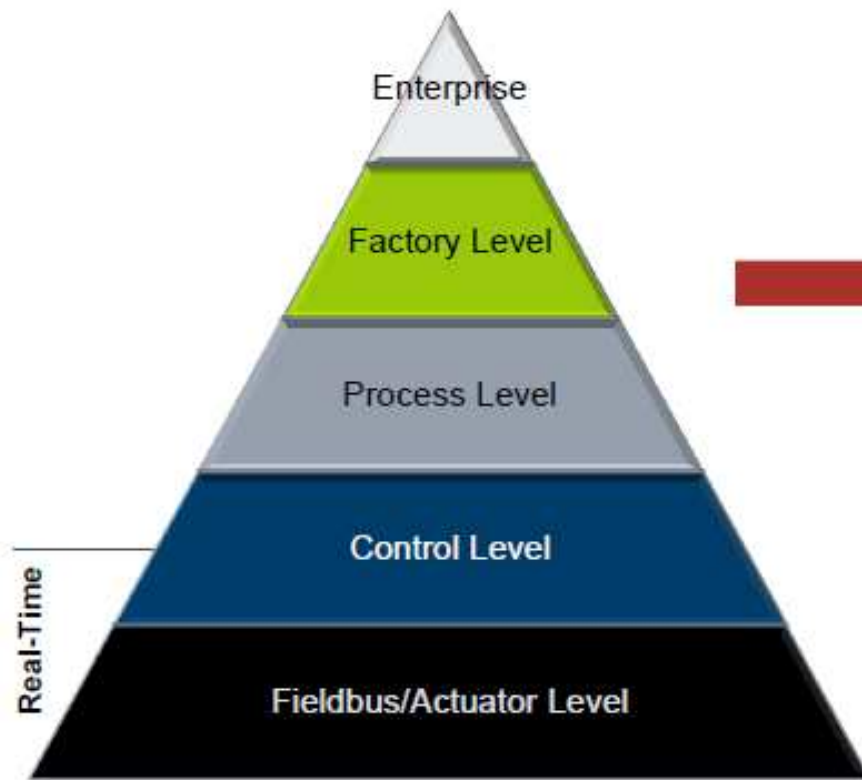 Enterprise
Factory Level
Process Level
Control Level
Real-Time
Fieldbus/Actuator Level